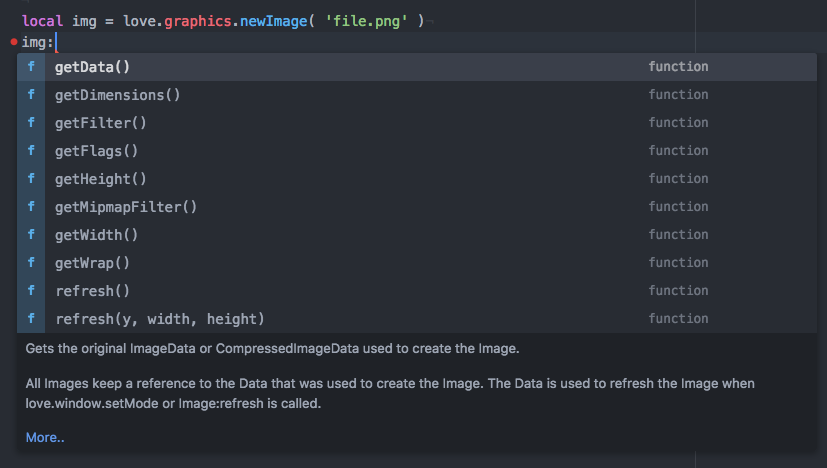 local img = love.graphics.newImage( 'file.png' )¬
img:
f getData() function
f getDimensions() function
f getFilter() function
f getFlags() function
f getHeight() function
f getMipmapFilter() function
f getWidth() function
f getWrap() function
f refresh() function
f refresh(y, width, height) function
Gets the original ImageData or CompressedImageData used to create the Image.
All Images keep a reference to the Data that was used to create the Image. The Data is used to refresh the Image when
love.window.setMode or Image:refresh is called.
More..